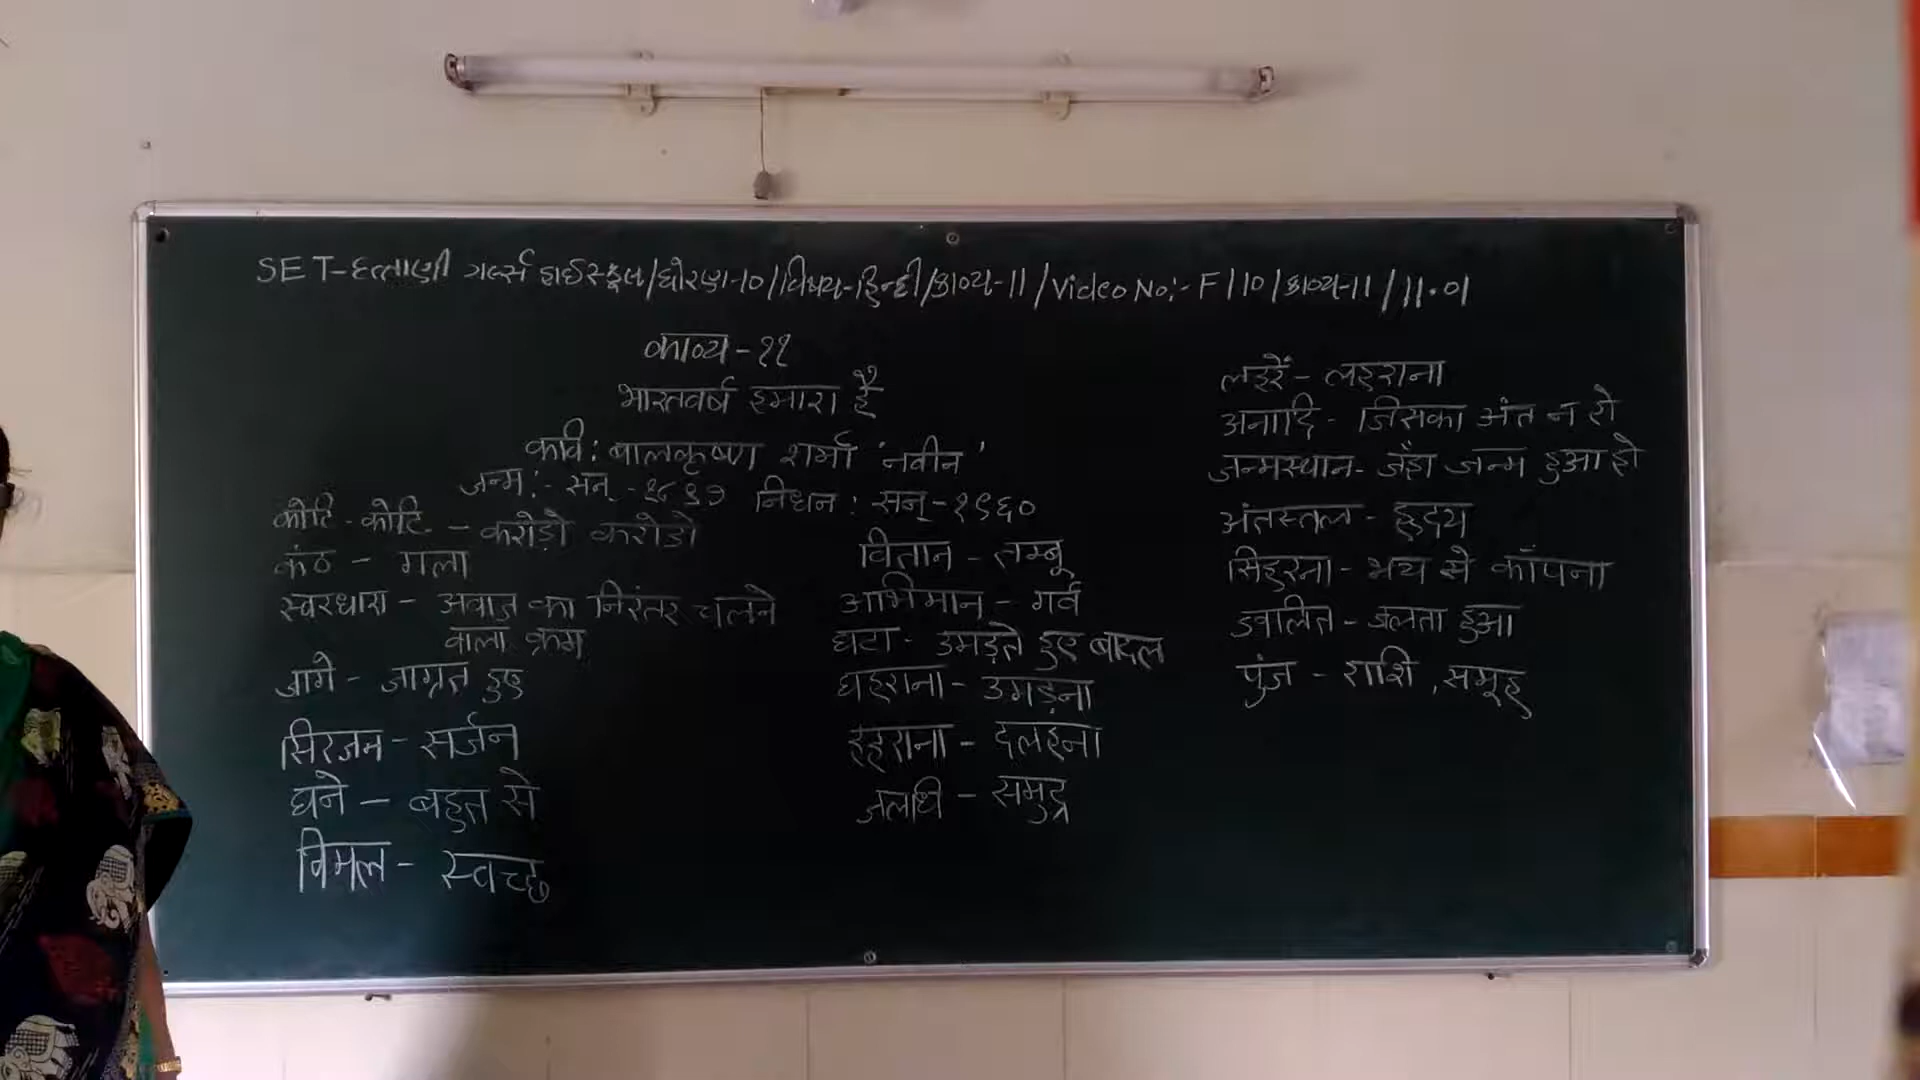 SET-દત્તાણી ગર્લ્સ હાઈસ્કૂલ/ધોરણ-10/વિષય-હિન્દી/કાવ્ય-11/Video No:- F/10/કાવ્ય-11/11.01
काव्य-११
भारतवर्ष हमारा है
कवि: बालकृष्ण शर्मा 'नवीन'
जन्म:- सन्-१८९७ निधन: सन्-१९६०
कोटि-कोटि - करोड़ो करोडो
कंठ - गला
स्वरधारा - अवाज़ का निरंतर चलने
वाला क्रम
जागे - जाग्रत हुए
सिरजन - सर्जन
घने - बहुत से
विमल - स्वच्छ
वितान - तम्बू
अभिमान - गर्व
घटा - उमड़ते हुए बादल
घहराना - उमड़ना
हहराना - दलहना
जलधि - समुद्र
लहरें - लहराना
अनादि - जिसका अंत न हो
जन्मस्थान - जँहा जन्म हुआ हो
अंतस्तल - हृदय
सिहरना - भय से काँपना
ज्वलित - जलता हुआ
पुंज - राशि, समूह